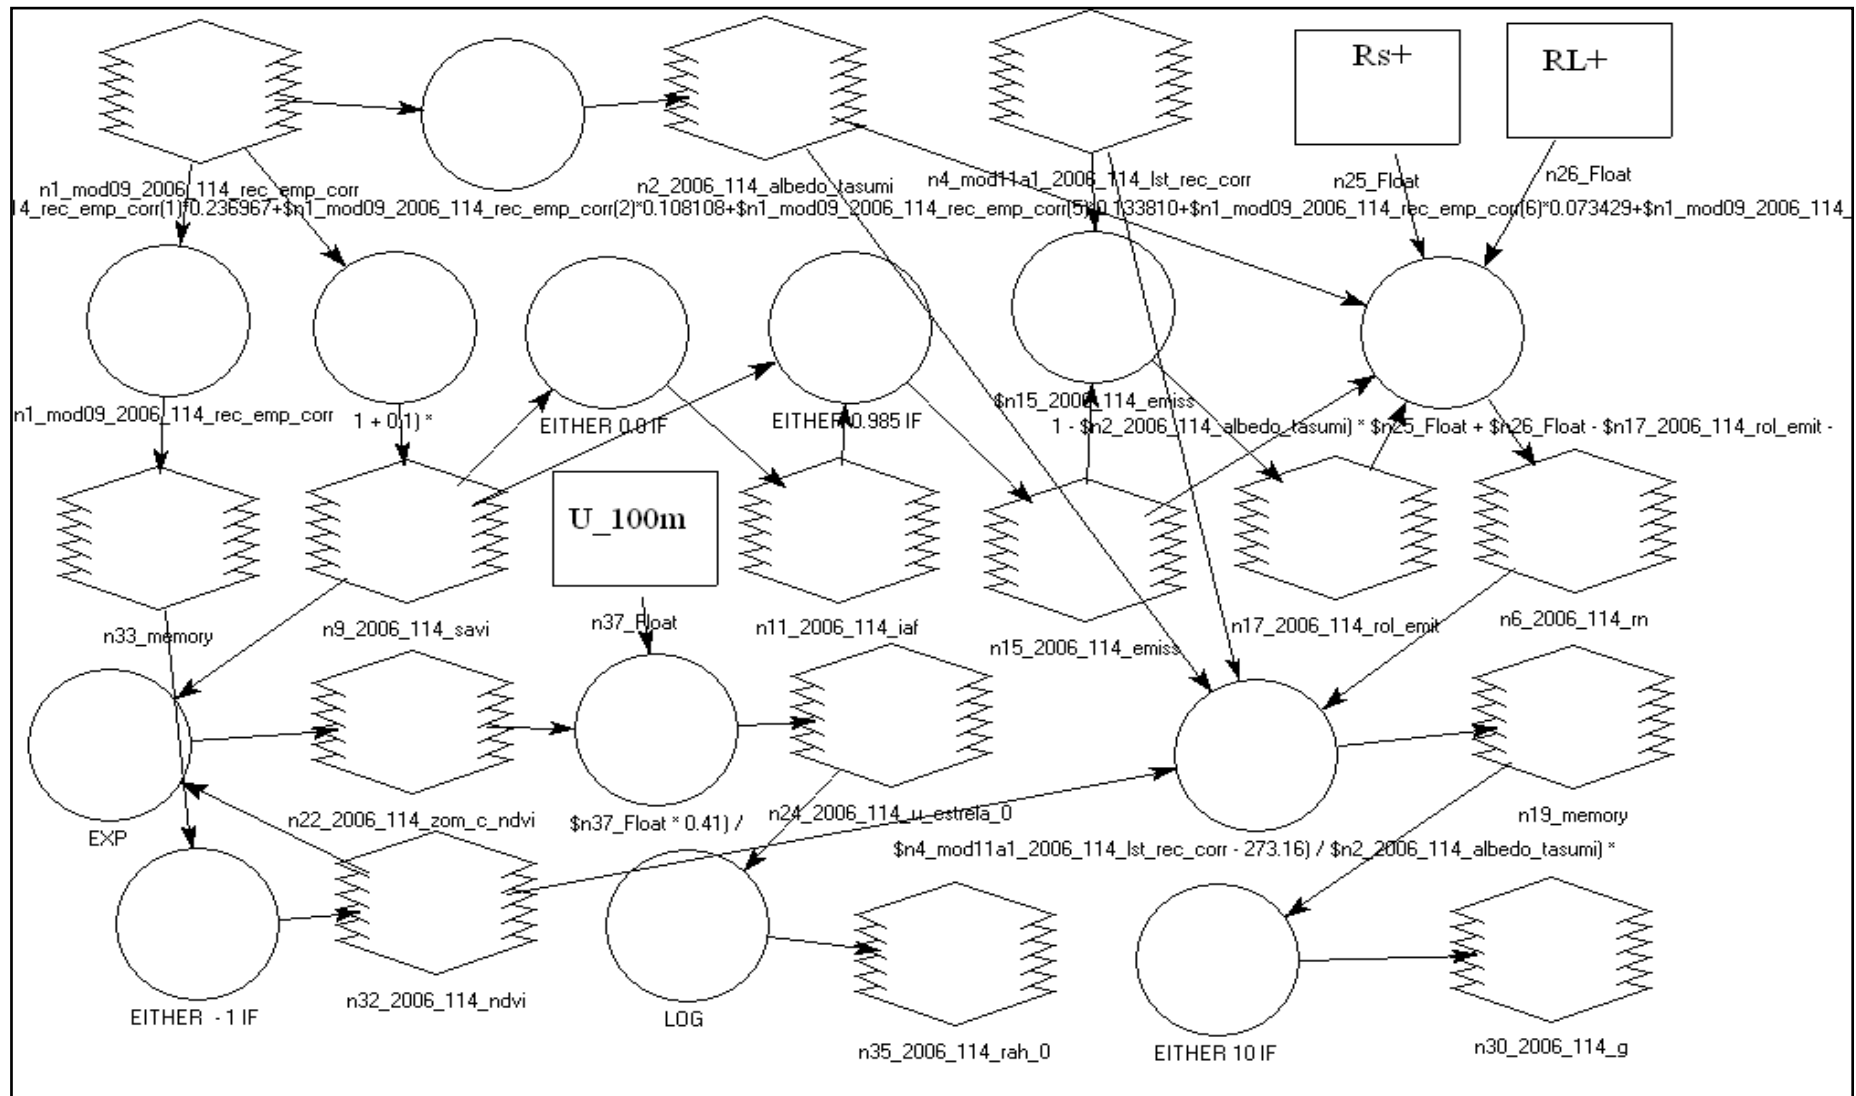 Rs+
RL+
n1_mod09_2006_114_rec_emp_corr
n2_2006_114_albedo_tasumi
n4_mod11a1_2006_114_lst_rec_corr
n25_Float
n26_Float
14_rec_emp_corr(1)*0.236967+$n1_mod09_2006_114_rec_emp_corr(2)*0.108108+$n1_mod09_2006_114_rec_emp_corr(5)*0.133810+$n1_mod09_2006_114_rec_emp_corr(6)*0.073429+$n1_mod09_2006_114_
n1_mod09_2006_114_rec_emp_corr
1 + 0.1) *
EITHER 0.0 IF
EITHER 0.985 IF
$n15_2006_114_emiss
1 - $n2_2006_114_albedo_tasumi) * $n25_Float + $n26_Float - $n17_2006_114_rol_emit -
U_100m
n33_memory
n9_2006_114_savi
n37_Float
n11_2006_114_iaf
n15_2006_114_emiss
n17_2006_114_rol_emit
n6_2006_114_rn
EXP
n22_2006_114_zom_c_ndvi
$n37_Float * 0.41) /
n24_2006_114_u_estrela_0
n19_memory
$n4_mod11a1_2006_114_lst_rec_corr - 273.16) / $n2_2006_114_albedo_tasumi) *
EITHER - 1 IF
n32_2006_114_ndvi
LOG
n35_2006_114_rah_0
EITHER 10 IF
n30_2006_114_g